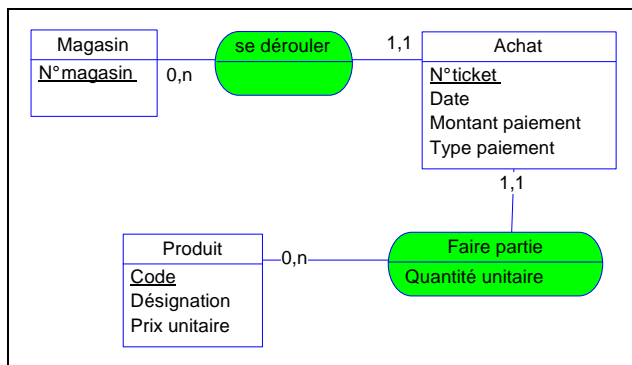 Magasin
N°magasin
0,n
se dérouler
1,1
Achat
N°ticket
Date
Montant paiement
Type paiement
1,1
Produit
Code
Désignation
Prix unitaire
0,n
Faire partie
Quantité unitaire